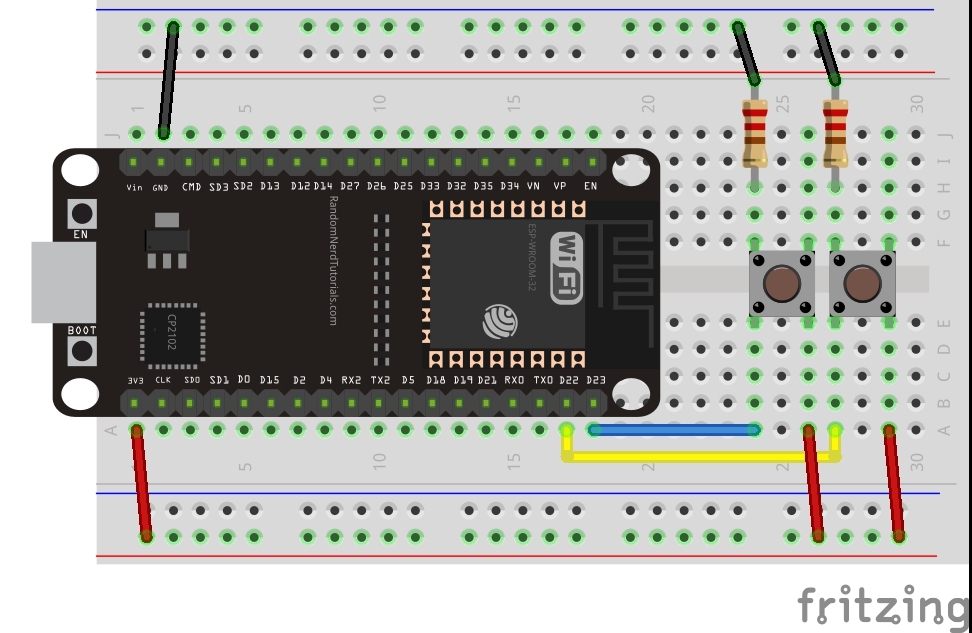 1 5 10 15 20 25 30
J J
I
Vin GND CMD SD3 SD2 D13 D12 D14 D27 D26 D25 D33 D32 D35 D34 VN VP EN
H
G
EN
F
RandomNerdTutorials.com
ESP-WROOM-32
WiFi
CP2102
BOOT
E
D
3V3 CLK SD0 SD1 D0 D15 D2 D4 RX2 TX2 D5 D18 D19 D21 RX0 TX0 D22 D23
C
B
A A
5 10 15 2 2 30
fritzing